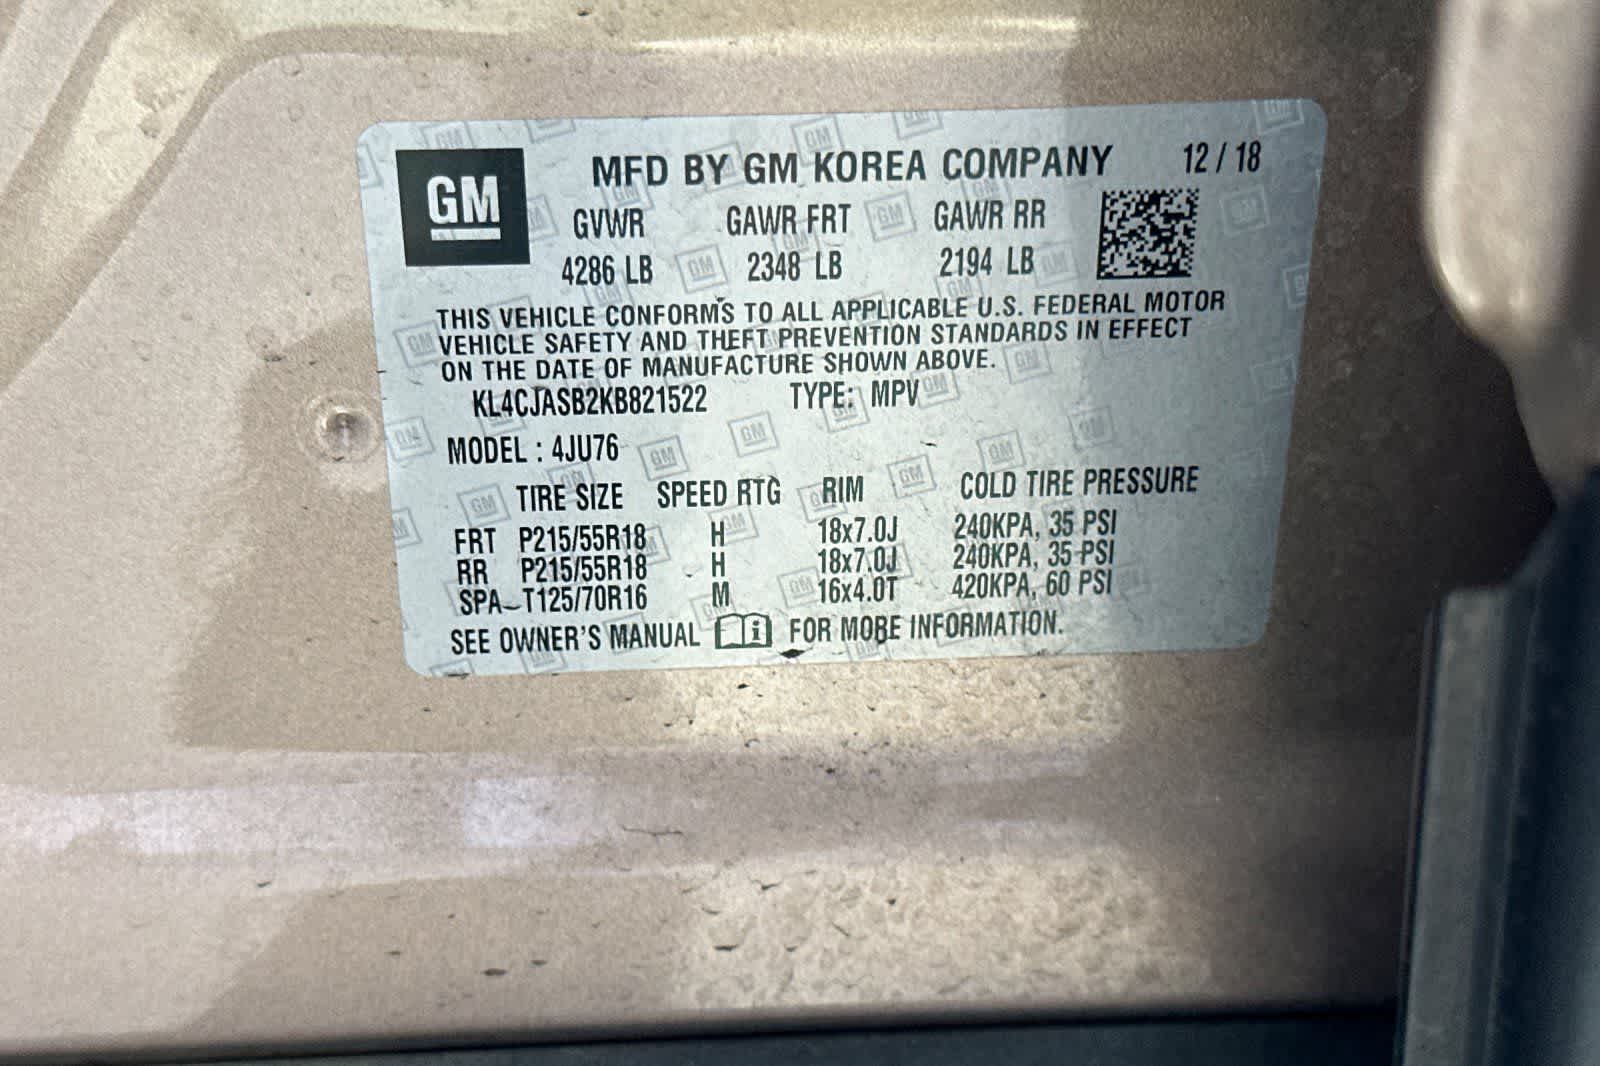 GM
MFD BY GM KOREA COMPANY 12 / 18
GVWR GAWR FRT GAWR RR
4286 LB 2348 LB 2194 LB
THIS VEHICLE CONFORMS TO ALL APPLICABLE U.S. FEDERAL MOTOR
VEHICLE SAFETY AND THEFT PREVENTION STANDARDS IN EFFECT
ON THE DATE OF MANUFACTURE SHOWN ABOVE.
KL4CJASB2KB821522 TYPE: MPV
MODEL : 4JU76
TIRE SIZE SPEED RTG RIM COLD TIRE PRESSURE
FRT P215/55R18 H 18x7.0J 240KPA, 35 PSI
RR P215/55R18 H 18x7.0J 240KPA, 35 PSI
SPA T125/70R16 M 16x4.0T 420KPA, 60 PSI
SEE OWNER'S MANUAL FOR MORE INFORMATION.